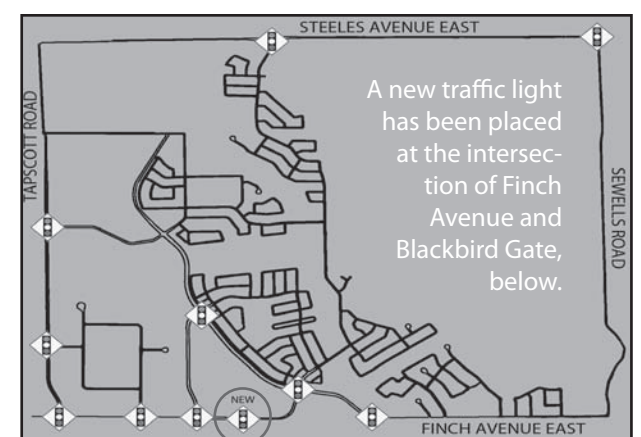 STEELES AVENUE EAST
A new traffic light
has been placed
at the intersec-
tion of Finch
Avenue and
Blackbird Gate,
below.
TAPSCOTT ROAD
SEWELLS ROAD
NEW
FINCH AVENUE EAST